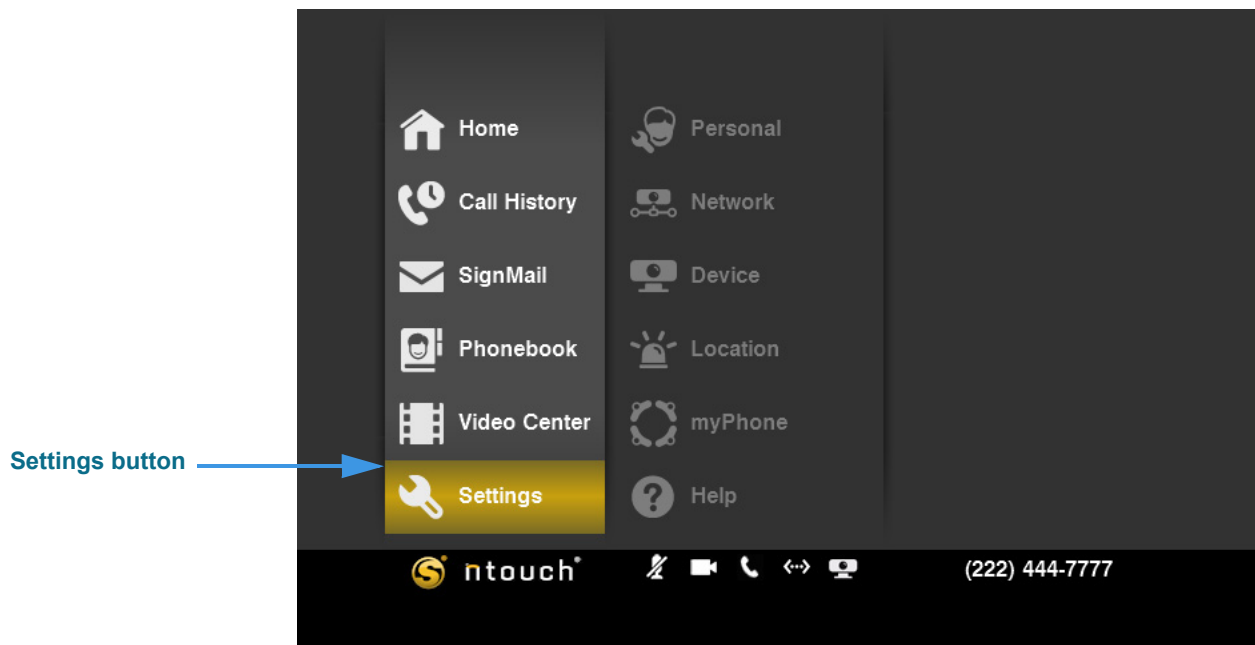 Home
Call History
SignMail
Phonebook
Video Center
Settings
Personal
Network
Device
Location
myPhone
Help
Settings button
ntouch®
(222) 444-7777